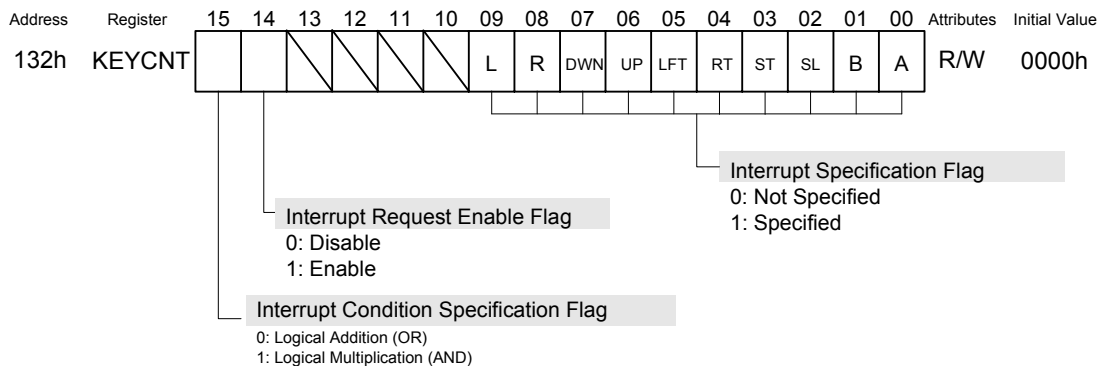 Address Register 15 14 13 12 11 10 09 08 07 06 05 04 03 02 01 00 Attributes Initial Value
132h KEYCNT L R DWN UP LFT RT ST SL B A R/W 0000h
Interrupt Specification Flag
0: Not Specified
1: Specified
Interrupt Request Enable Flag
0: Disable
1: Enable
Interrupt Condition Specification Flag
0: Logical Addition (OR)
1: Logical Multiplication (AND)